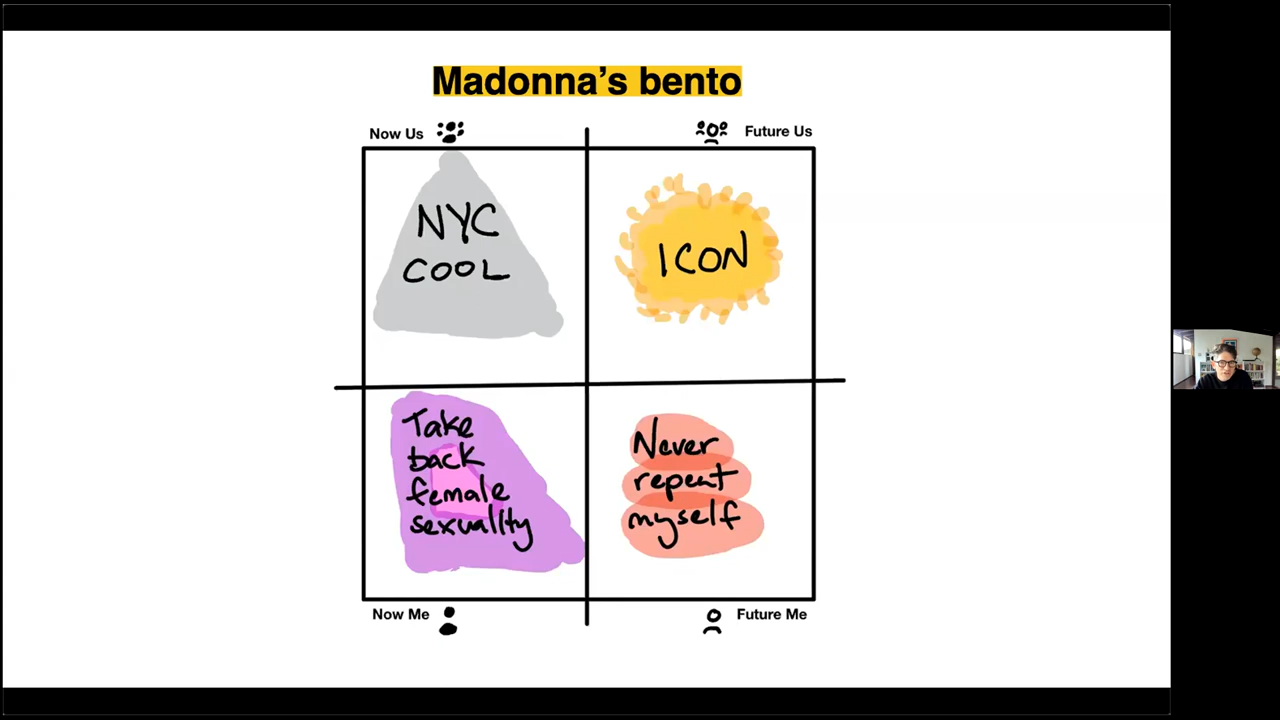 Madonna's bento
Now Us
Future Us
NYC
COOL
ICON
Take
back
female
sexuality
Never
repeat
myself
Now Me
Future Me